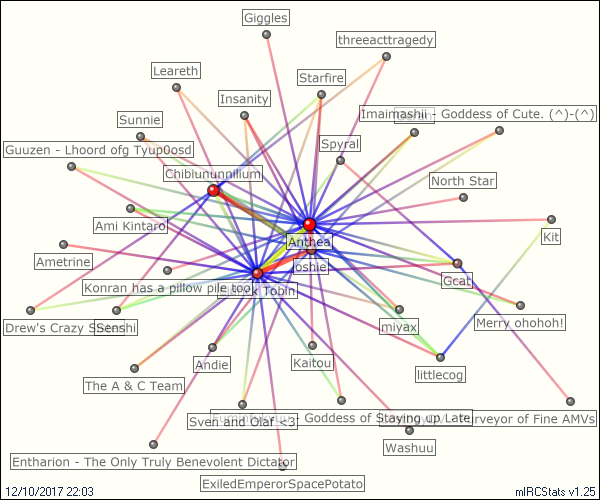 Giggles
threeacttragedy
Leareth
Starfire
Insanity
Imaimashii - Goddess of Cute. (^)-(^)
Sunnie
Spyral
Guuzen - Lhoord ofg Tyup0osd
Chibiununnilium
North Star
Ami Kintaro
Kit
Anthea
Ametrine
oshie
Gcat
Konran has a pillow pile too
Tobin
Drew's Crazy
Senshi
miyax
Merry ohohoh!
Andie
Kaitou
littlecog
The A & C Team
Sven and Olaf <3
- Goddess of Staying up Late
Purveyor of Fine AMVs
Washuu
Entharion - The Only Truly Benevolent Dictator
ExiledEmperorSpacePotato
12/10/2017 22:03
mIRCStats v1.25